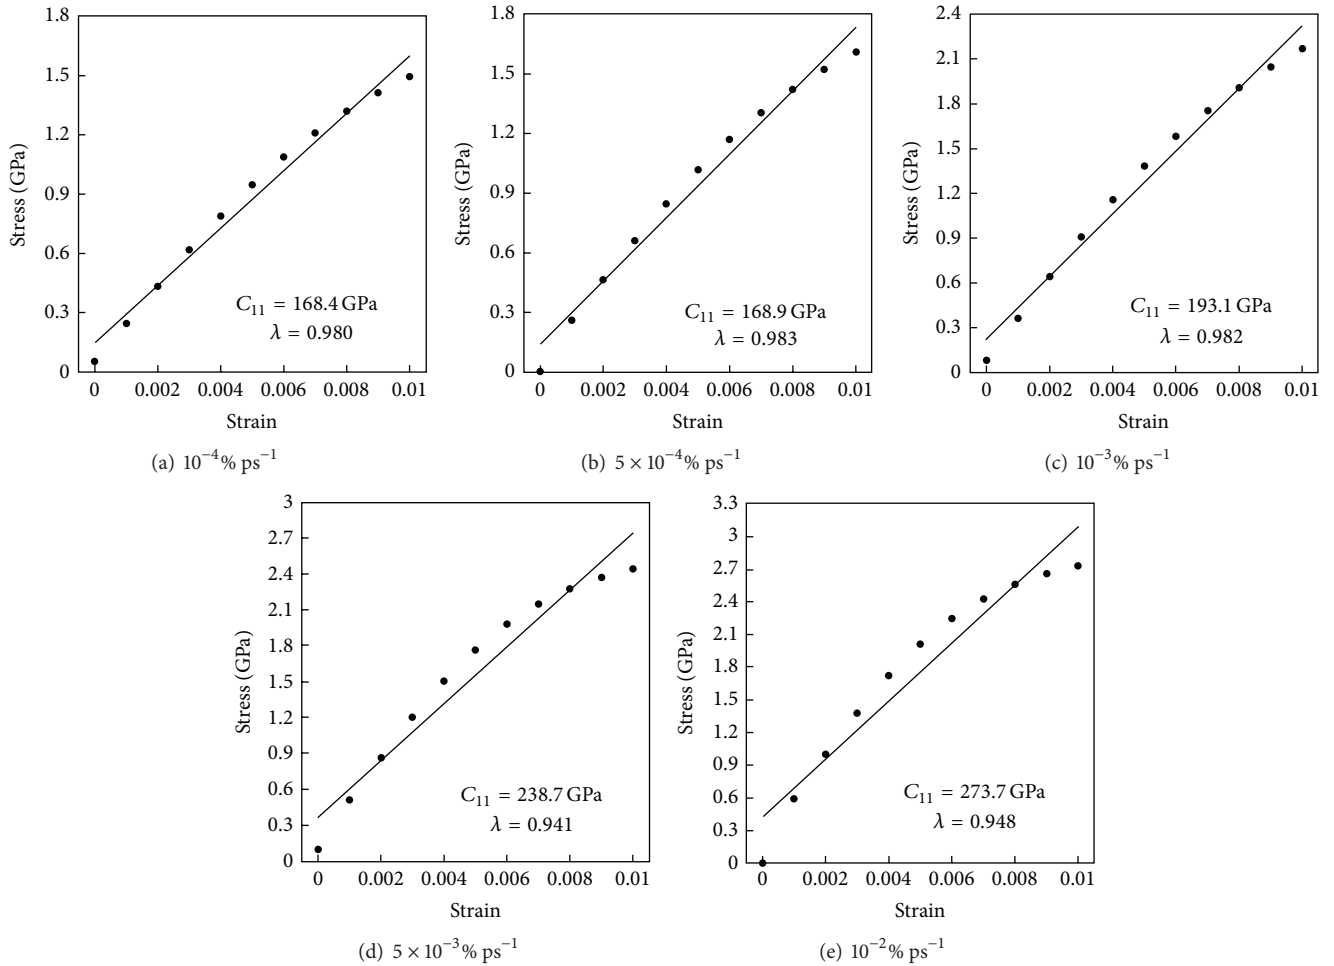 1.8
1.5
1.2
0.9
0.6
0.3
0
Stress (GPa)
C₁₁ = 168.4 GPa
λ = 0.980
0 0.002 0.004 0.006 0.008 0.01
Strain
(a) 10⁻⁴% ps⁻¹
1.8
1.5
1.2
0.9
0.6
0.3
0
Stress (GPa)
C₁₁ = 168.9 GPa
λ = 0.983
0 0.002 0.004 0.006 0.008 0.01
Strain
(b) 5 × 10⁻⁴% ps⁻¹
2.4
2.1
1.8
1.5
1.2
0.9
0.6
0.3
0
Stress (GPa)
C₁₁ = 193.1 GPa
λ = 0.982
0 0.002 0.004 0.006 0.008 0.01
Strain
(c) 10⁻³% ps⁻¹
3
2.7
2.4
2.1
1.8
1.5
1.2
0.9
0.6
0.3
0
Stress (GPa)
C₁₁ = 238.7 GPa
λ = 0.941
0 0.002 0.004 0.006 0.008 0.01
Strain
(d) 5 × 10⁻³% ps⁻¹
3.3
3
2.7
2.4
2.1
1.8
1.5
1.2
0.9
0.6
0.3
0
Stress (GPa)
C₁₁ = 273.7 GPa
λ = 0.948
0 0.002 0.004 0.006 0.008 0.01
Strain
(e) 10⁻²% ps⁻¹